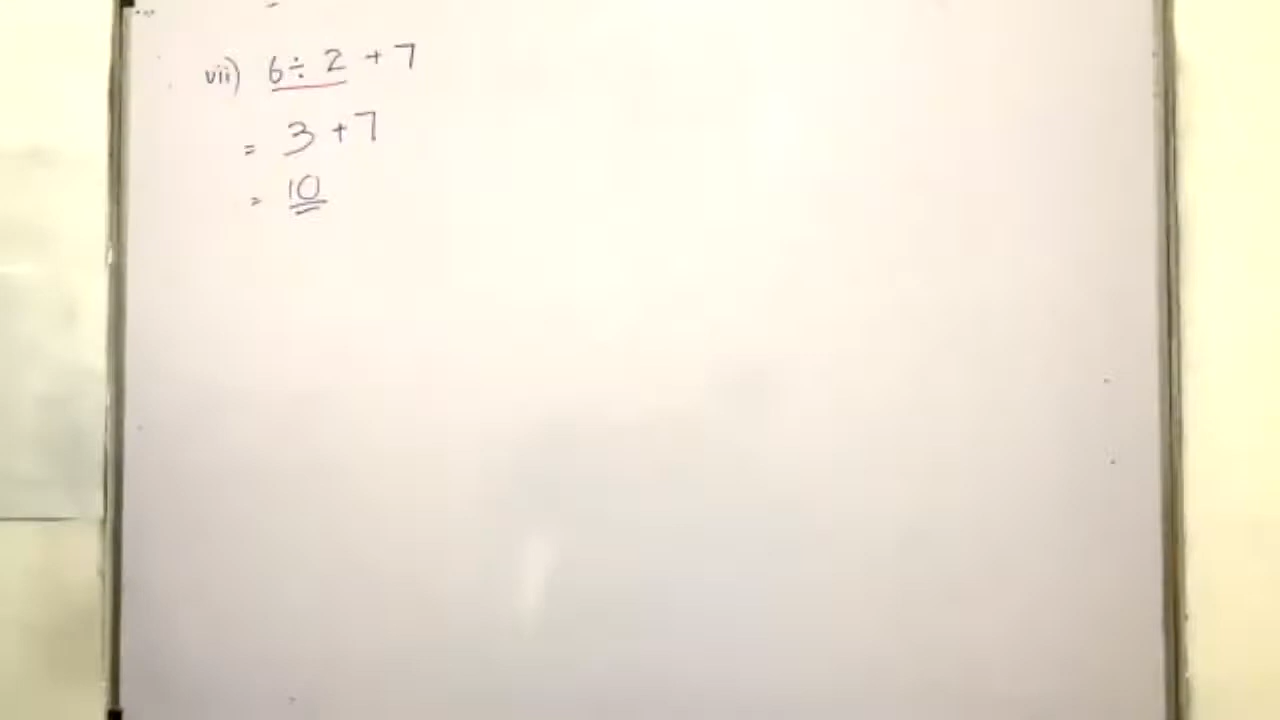 vii) 6 ÷ 2 + 7
= 3 + 7
= 10